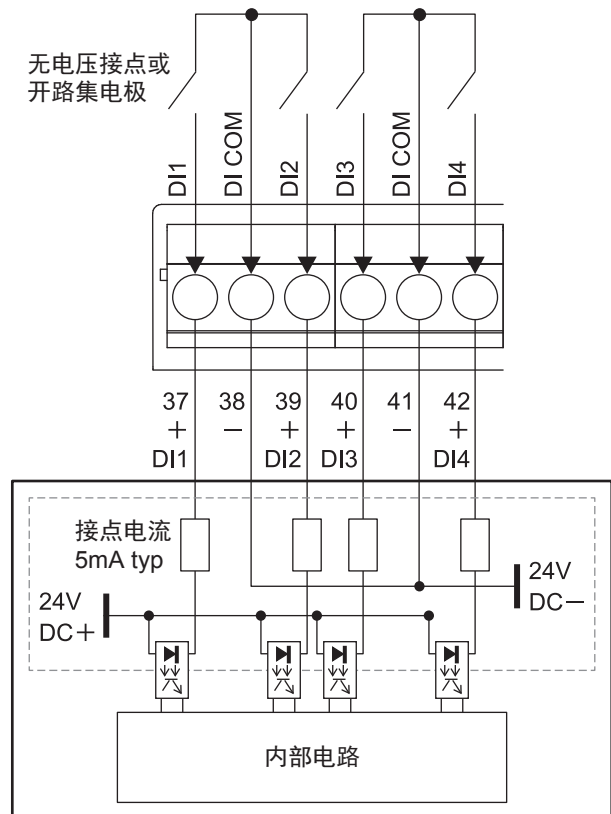 无电压接点或
开路集电极
DI1
DI COM
DI2
DI3
DI COM
DI4
37 38 39 40 41 42
+ − + + − +
DI1 DI2 DI3 DI4
接点电流
5mA typ
24V
DC+
24V
DC−
内部电路